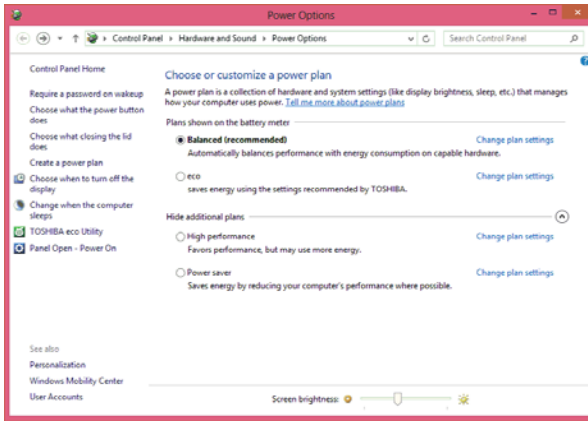 Power Options
Control Panel ▸ Hardware and Sound ▸ Power Options
Search Control Panel
Control Panel Home
Require a password on wakeup
Choose what the power button
does
Choose what closing the lid
does
Create a power plan
Choose when to turn off the
display
Change when the computer
sleeps
TOSHIBA eco Utility
Panel Open - Power On
See also
Personalization
Windows Mobility Center
User Accounts
Choose or customize a power plan
A power plan is a collection of hardware and system settings (like display brightness, sleep, etc.) that manages
how your computer uses power. Tell me more about power plans
Plans shown on the battery meter
Balanced (recommended) Change plan settings
Automatically balances performance with energy consumption on capable hardware.
eco Change plan settings
saves energy using the settings recommended by TOSHIBA.
Hide additional plans
High performance Change plan settings
Favors performance, but may use more energy.
Power saver Change plan settings
Saves energy by reducing your computer's performance where possible.
Screen brightness: